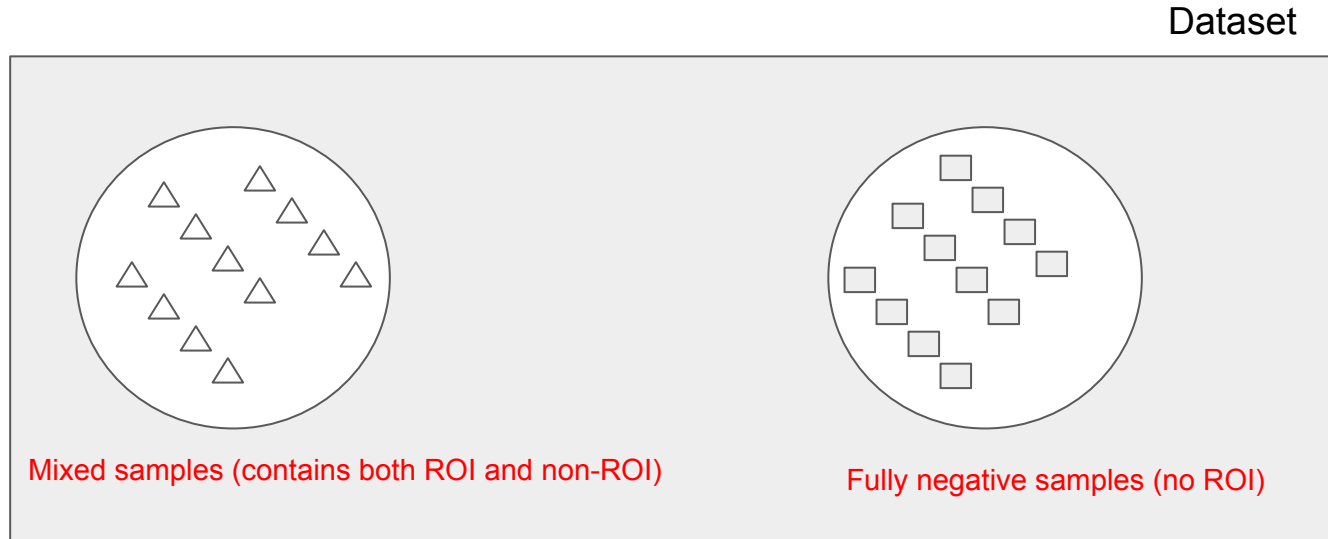 Dataset
Mixed samples (contains both ROI and non-ROI)
Fully negative samples (no ROI)